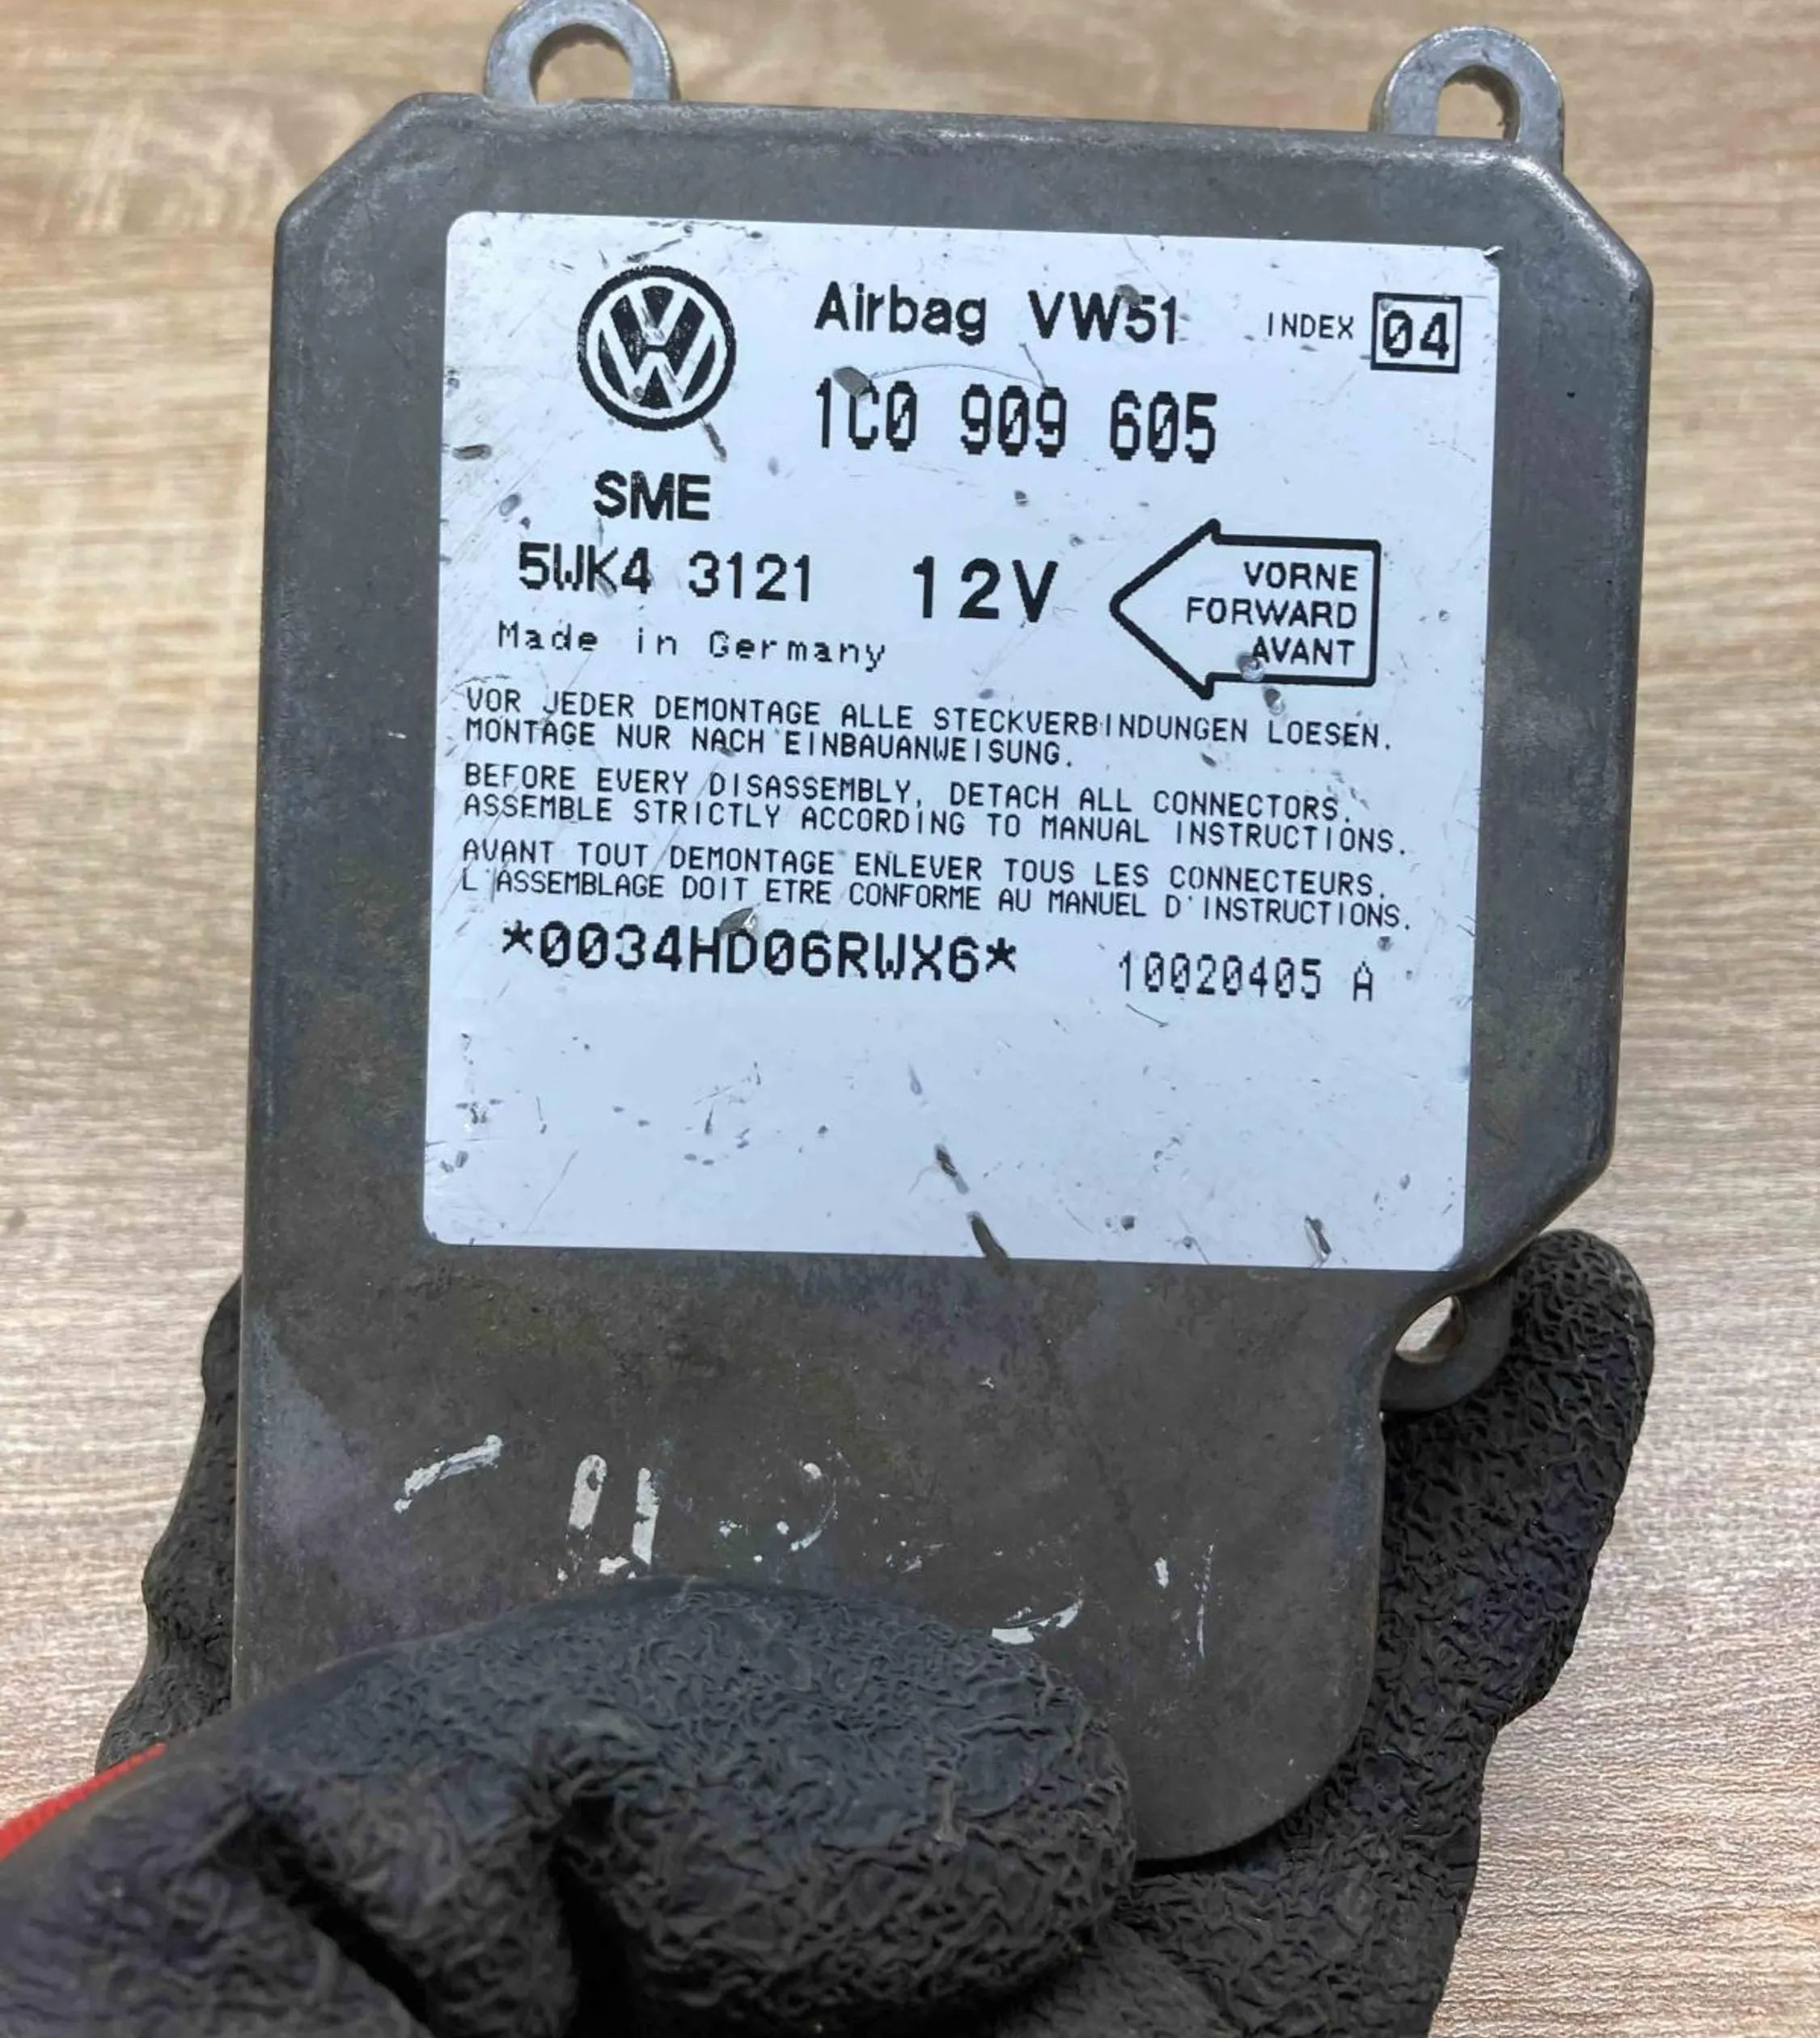 Airbag VW51 INDEX 04
1C0 909 605
SME
5WK4 3121 12V
VORNE
FORWARD
AVANT
Made in Germany
VOR JEDER DEMONTAGE ALLE STECKVERBINDUNGEN LOESEN.
MONTAGE NUR NACH EINBAUANWEISUNG.
BEFORE EVERY DISASSEMBLY, DETACH ALL CONNECTORS.
ASSEMBLE STRICTLY ACCORDING TO MANUAL INSTRUCTIONS.
AVANT TOUT DEMONTAGE ENLEVER TOUS LES CONNECTEURS.
L'ASSEMBLAGE DOIT ETRE CONFORME AU MANUEL D'INSTRUCTIONS.
*0034HD06RWX6* 10020405 A